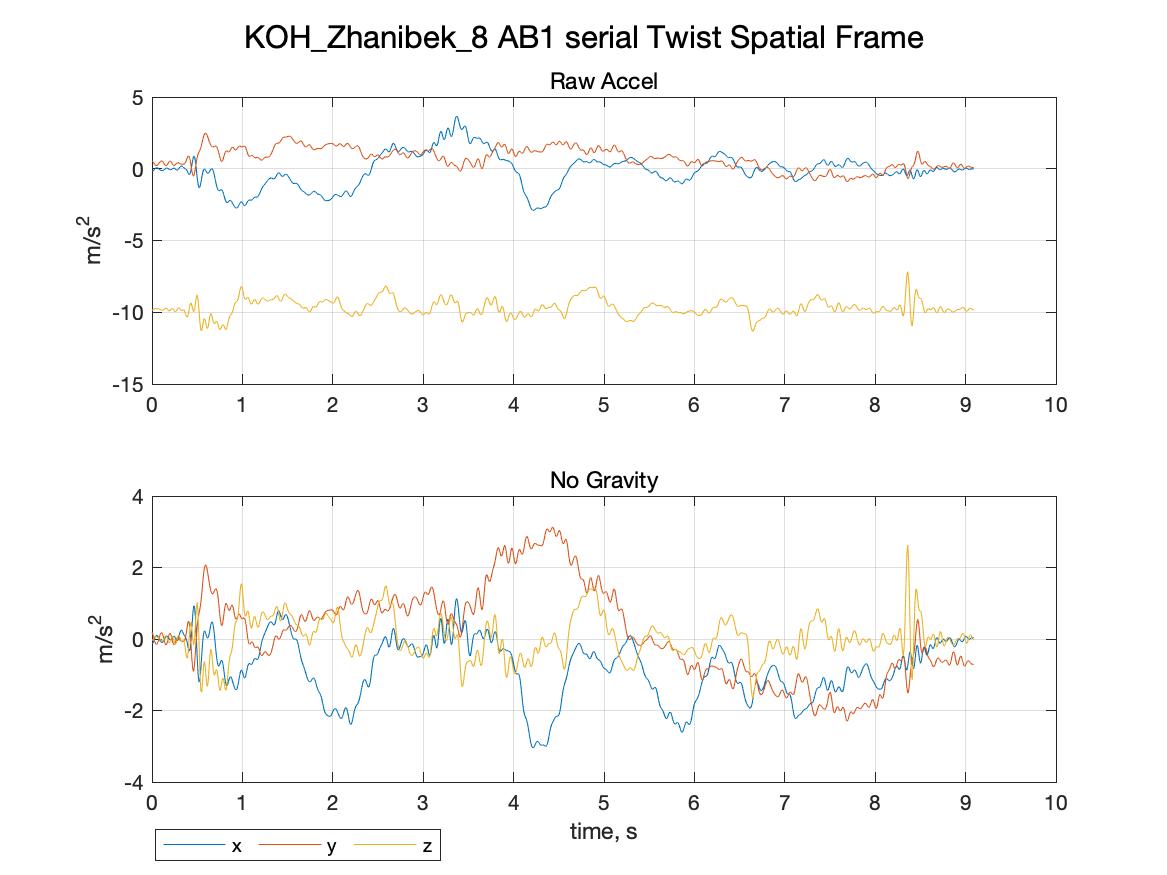 KOH_Zhanibek_8 AB1 serial Twist Spatial Frame
Raw Accel
5
0
-5
-10
-15
m/s2
0 1 2 3 4 5 6 7 8 9 10
No Gravity
4
2
0
-2
-4
m/s2
0 1 2 3 4 5 6 7 8 9 10
time, s
x y z